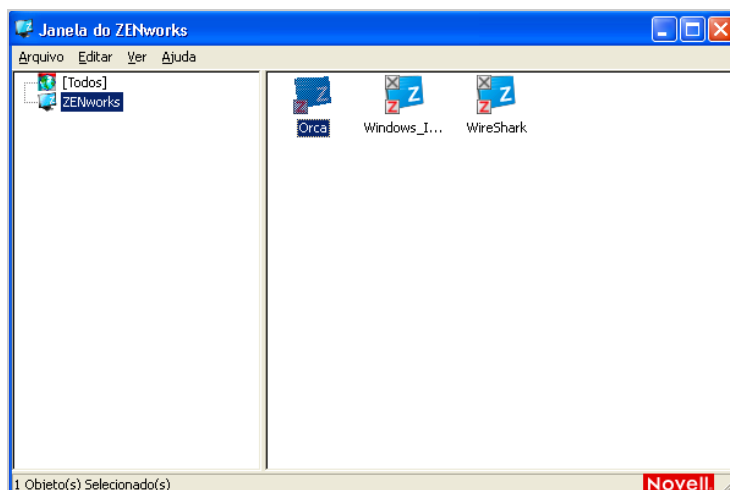 Janela do ZENworks
Arquivo Editar Ver Ajuda
[Todos]
ZENworks
Orca
Windows_I...
WireShark
1 Objeto(s) Selecionado(s)
Novell.